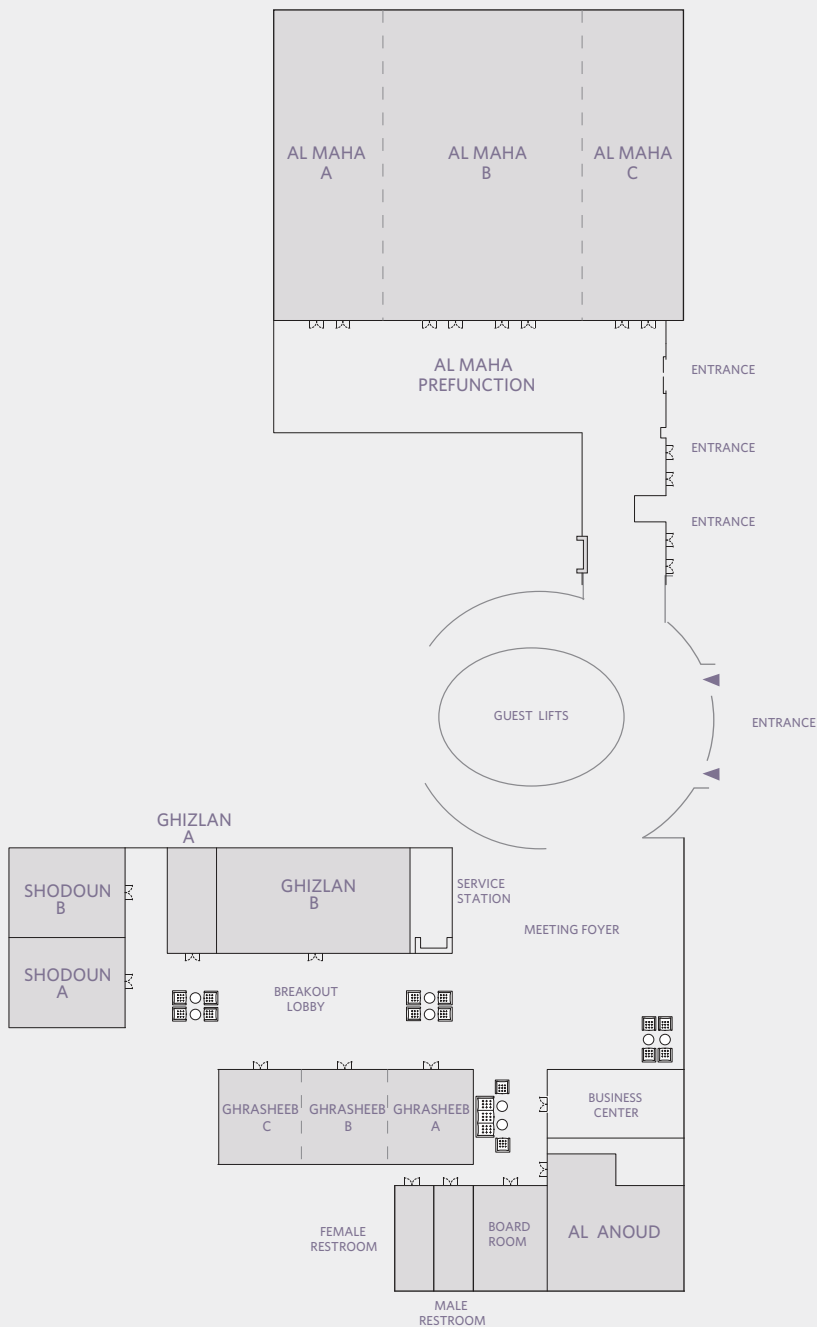 AL MAHA
A
AL MAHA
B
AL MAHA
C
AL MAHA
PREFUNCTION
ENTRANCE
ENTRANCE
ENTRANCE
GUEST LIFTS
ENTRANCE
GHIZLAN
A
SHODOUN
B
GHIZLAN
B
SERVICE
STATION
MEETING FOYER
SHODOUN
A
BREAKOUT
LOBBY
GHRASHEEB
C
GHRASHEEB
B
GHRASHEEB
A
BUSINESS
CENTER
FEMALE
RESTROOM
BOARD
ROOM
AL ANOUD
MALE
RESTROOM